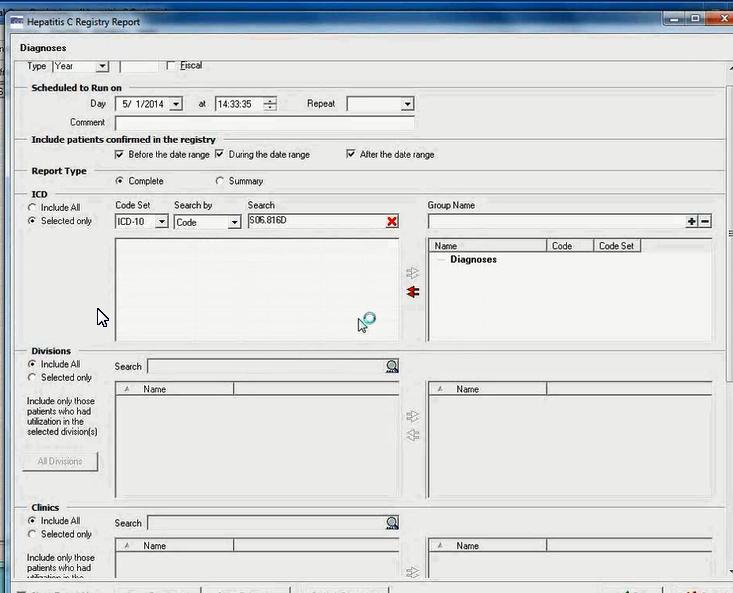 Hepatitis C Registry Report
Diagnoses
Type Year Fiscal
Scheduled to Run on
Day 5/ 1/2014 at 14:33:35 Repeat
Comment
Include patients confirmed in the registry
Before the date range During the date range After the date range
Report Type
Complete Summary
ICD
Include All Code Set Search by Search Group Name
Selected only ICD-10 Code S06.816D
Name Code Code Set
Diagnoses
Divisions
Include All Search
Selected only
Name Name
Include only those
patients who had
utilization in the
selected division(s)
All Divisions
Clinics
Include All Search
Selected only
Name Name
Include only those
patients who had
utilization in the